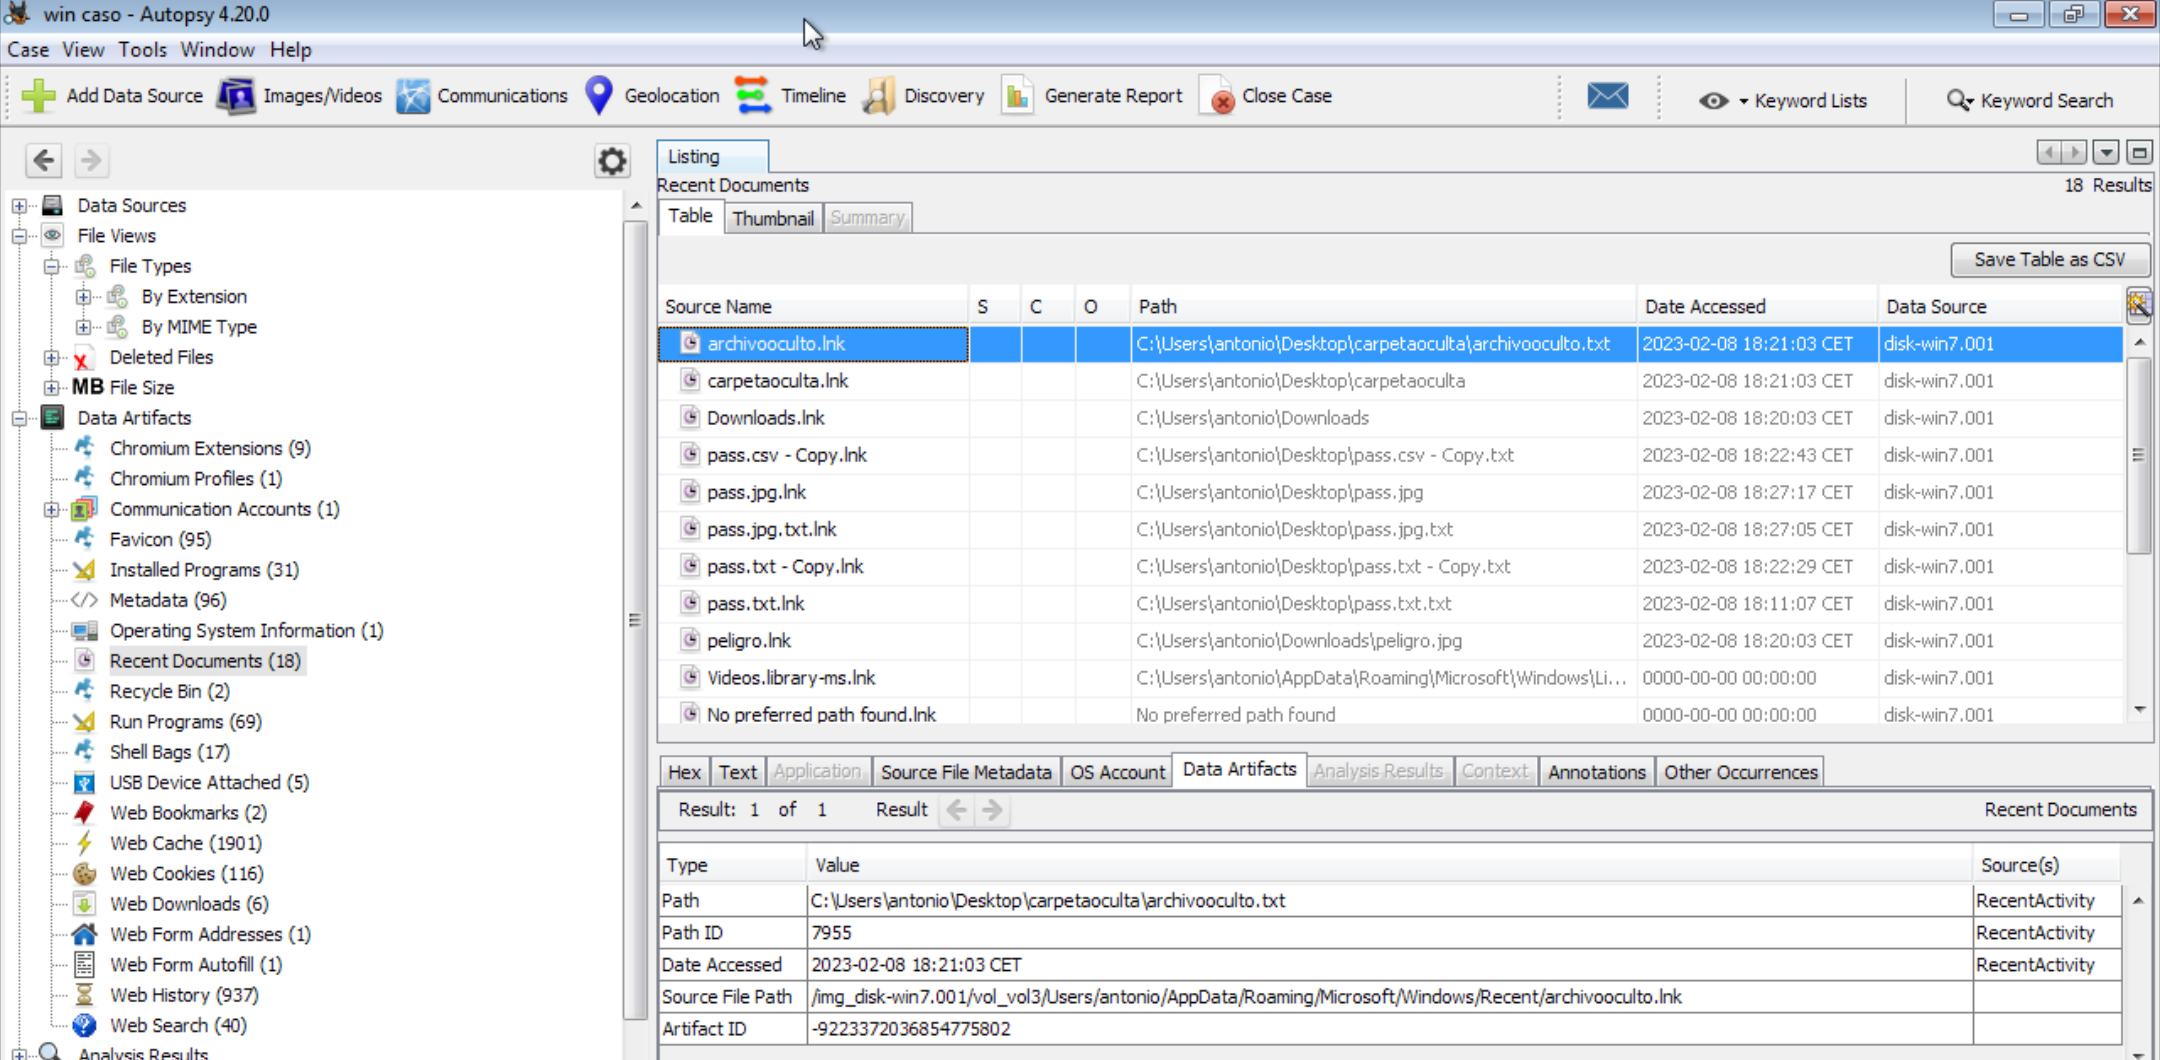 win caso - Autopsy 4.20.0
Case View Tools Window Help
Add Data Source Images/Videos Communications Geolocation Timeline Discovery Generate Report Close Case Keyword Lists Keyword Search
Data Sources
File Views
File Types
By Extension
By MIME Type
Deleted Files
MB File Size
Data Artifacts
Chromium Extensions (9)
Chromium Profiles (1)
Communication Accounts (1)
Favicon (95)
Installed Programs (31)
Metadata (96)
Operating System Information (1)
Recent Documents (18)
Recycle Bin (2)
Run Programs (69)
Shell Bags (17)
USB Device Attached (5)
Web Bookmarks (2)
Web Cache (1901)
Web Cookies (116)
Web Downloads (6)
Web Form Addresses (1)
Web Form Autofill (1)
Web History (937)
Web Search (40)
Analysis Results
Listing
Recent Documents 18 Results
Table Thumbnail Summary
Save Table as CSV
Source Name S C O Path Date Accessed Data Source
archivooculto.lnk C:\Users\antonio\Desktop\carpetaoculta\archivooculto.txt 2023-02-08 18:21:03 CET disk-win7.001
carpetaoculta.lnk C:\Users\antonio\Desktop\carpetaoculta 2023-02-08 18:21:03 CET disk-win7.001
Downloads.lnk C:\Users\antonio\Downloads 2023-02-08 18:20:03 CET disk-win7.001
pass.csv - Copy.lnk C:\Users\antonio\Desktop\pass.csv - Copy.txt 2023-02-08 18:22:43 CET disk-win7.001
pass.jpg.lnk C:\Users\antonio\Desktop\pass.jpg 2023-02-08 18:27:17 CET disk-win7.001
pass.jpg.txt.lnk C:\Users\antonio\Desktop\pass.jpg.txt 2023-02-08 18:27:05 CET disk-win7.001
pass.txt - Copy.lnk C:\Users\antonio\Desktop\pass.txt - Copy.txt 2023-02-08 18:22:29 CET disk-win7.001
pass.txt.lnk C:\Users\antonio\Desktop\pass.txt.txt 2023-02-08 18:11:07 CET disk-win7.001
peligro.lnk C:\Users\antonio\Downloads\peligro.jpg 2023-02-08 18:20:03 CET disk-win7.001
Videos.library-ms.lnk C:\Users\antonio\AppData\Roaming\Microsoft\Windows\Li... 0000-00-00 00:00:00 disk-win7.001
No preferred path found.lnk No preferred path found 0000-00-00 00:00:00 disk-win7.001
Hex Text Application Source File Metadata OS Account Data Artifacts Analysis Results Context Annotations Other Occurrences
Result: 1 of 1 Result Recent Documents
Type Value Source(s)
Path C:\Users\antonio\Desktop\carpetaoculta\archivooculto.txt RecentActivity
Path ID 7955 RecentActivity
Date Accessed 2023-02-08 18:21:03 CET RecentActivity
Source File Path /img_disk-win7.001/vol_vol3/Users/antonio/AppData/Roaming/Microsoft/Windows/Recent/archivooculto.lnk
Artifact ID -9223372036854775802